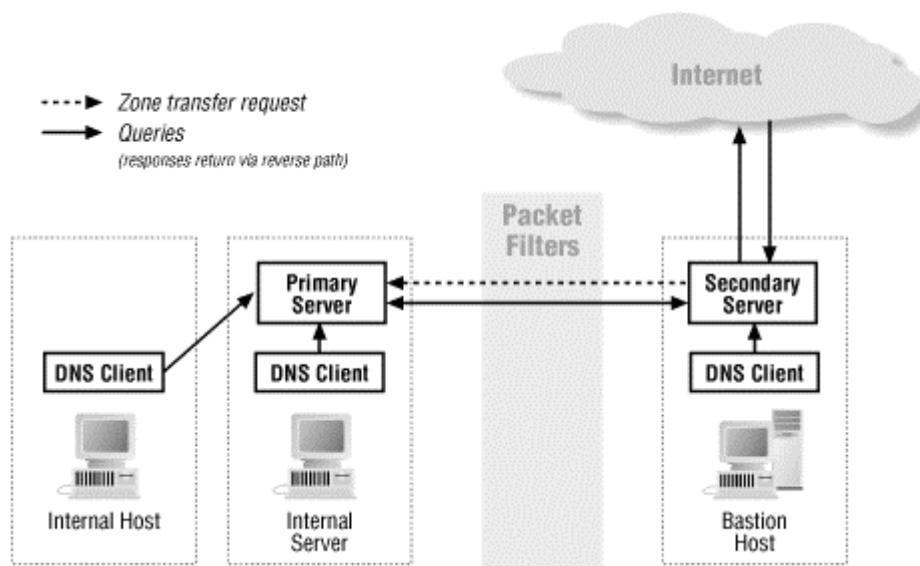 Internet
Zone transfer request
Queries
(responses return via reverse path)
Packet
Filters
Primary
Server
Secondary
Server
DNS Client
DNS Client
DNS Client
Internal Host
Internal
Server
Bastion
Host